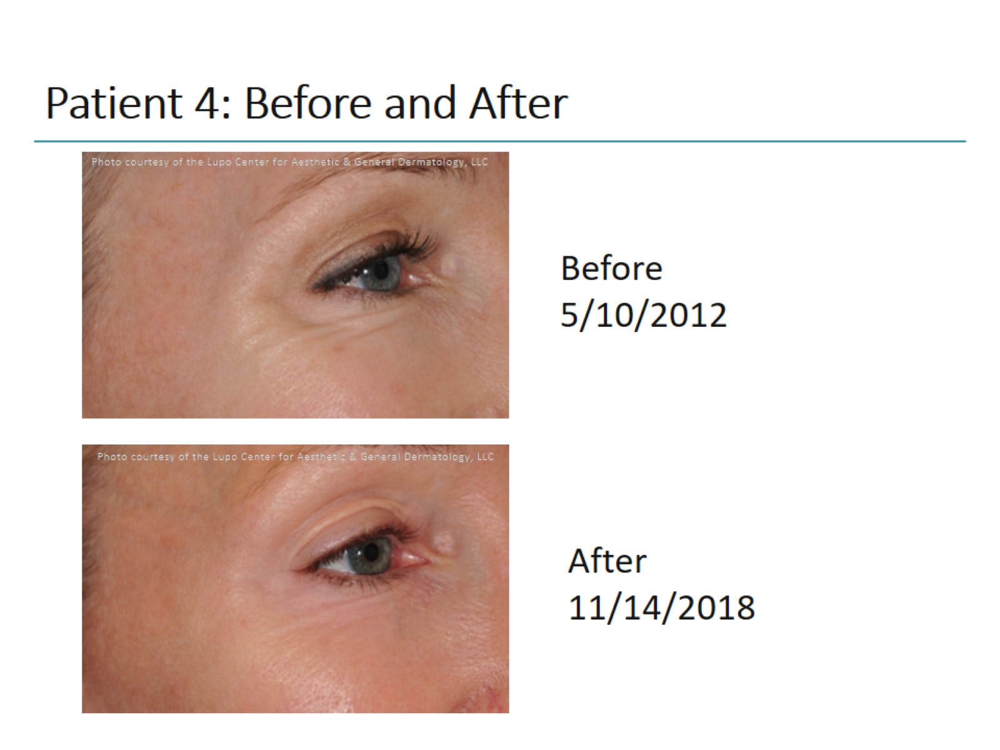 Patient 4: Before and After
Photo courtesy of the Lupo Center for Aesthetic & General Dermatology, LLC
Before
5/10/2012
Photo courtesy of the Lupo Center for Aesthetic & General Dermatology, LLC
After
11/14/2018